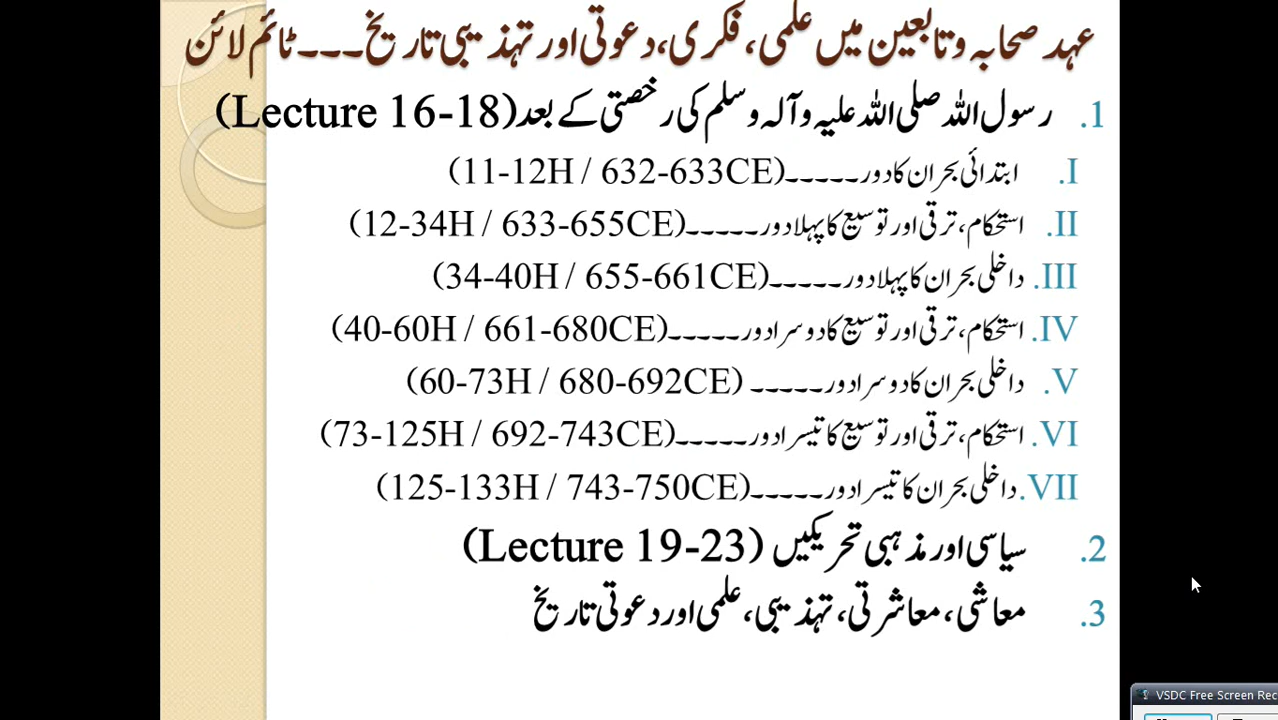 عہد صحابہ و تابعین میں علمی، فکری، دعوتی اور تہذیبی تاریخ۔۔۔ ٹائم لائن
1. رسول اللہ صلی اللہ علیہ وآلہ وسلم کی رخصتی کے بعد (Lecture 16-18)
I. ابتدائی بحران کا دور۔۔۔۔۔ (11-12H / 632-633CE)
II. استحکام، ترقی اور توسیع کا پہلا دور۔۔۔۔۔ (12-34H / 633-655CE)
III. داخلی بحران کا پہلا دور۔۔۔۔۔ (34-40H / 655-661CE)
IV. استحکام، ترقی اور توسیع کا دوسرا دور۔۔۔۔۔ (40-60H / 661-680CE)
V. داخلی بحران کا دوسرا دور۔۔۔۔۔ (60-73H / 680-692CE)
VI. استحکام، ترقی اور توسیع کا تیسرا دور۔۔۔۔۔ (73-125H / 692-743CE)
VII. داخلی بحران کا تیسرا دور۔۔۔۔۔ (125-133H / 743-750CE)
2. سیاسی اور مذہبی تحریکیں (Lecture 19-23)
3. معاشی، معاشرتی، تہذیبی، علمی اور دعوتی تاریخ
VSDC Free Screen Rec